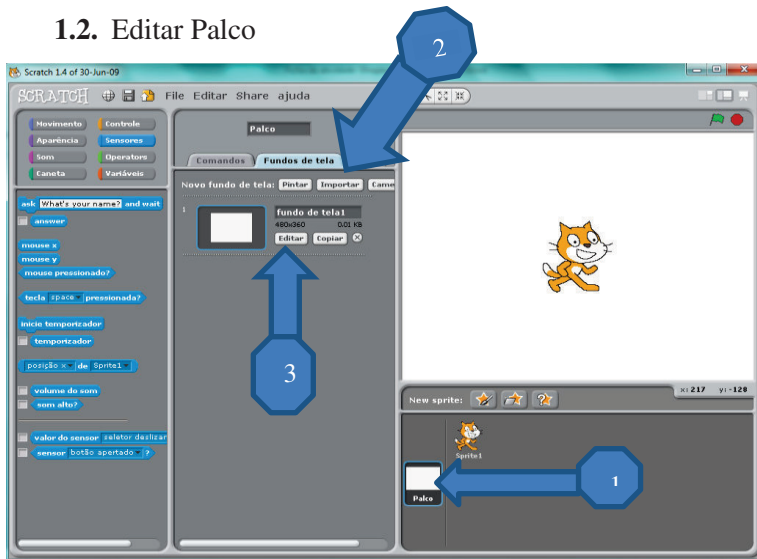 1.2. Editar Palco
2
Scratch 1.4 of 30-Jun-09
SCRATCH File Editar Share ajuda
Movimento Controle
Aparência Sensores
Som Operators
Caneta Variáveis
Palco
Comandos Fundos de tela
Novo fundo de tela: Pintar Importar Came
1 fundo de tela1
480x360 0.01 KB
Editar Copiar
ask What's your name? and wait
answer
mouse x
mouse y
mouse pressionado?
tecla space pressionada?
inicie temporizador
temporizador
posição x de Sprite1
volume do som
som alto?
valor do sensor seletor deslizar
sensor botão apertado ?
3
x: 217 y: -120
New sprite:
Sprite1
Palco
1